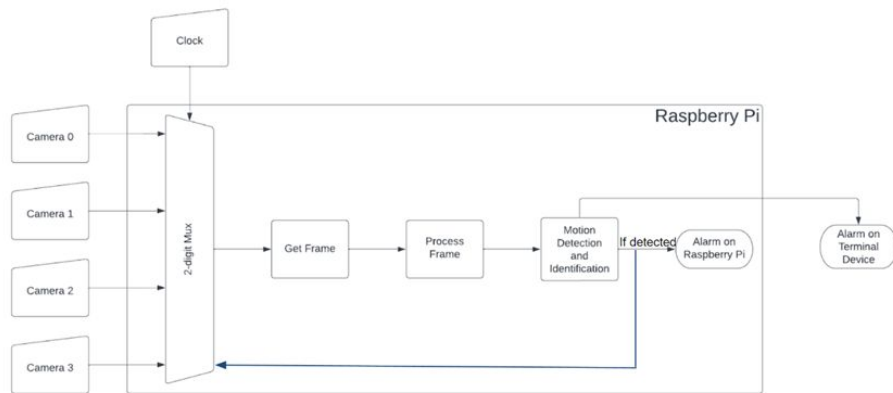 Clock
Raspberry Pi
Camera 0
Camera 1
Camera 2
Camera 3
2-digit Mux
Get Frame
Process
Frame
Motion
Detection
and
Identification
If detected
Alarm on
Raspberry Pi
Alarm on
Terminal
Device